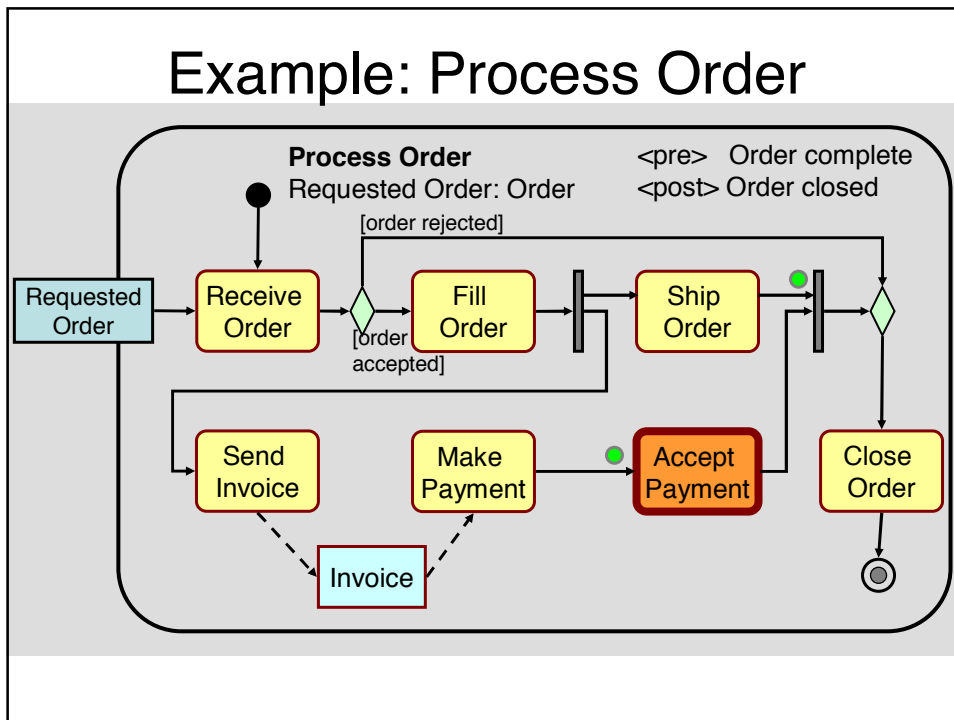 Example: Process Order
Process Order
Requested Order: Order
<pre> Order complete
<post> Order closed
[order rejected]
Requested
Order
Receive
Order
[order
accepted]
Fill
Order
Ship
Order
Send
Invoice
Make
Payment
Accept
Payment
Close
Order
Invoice